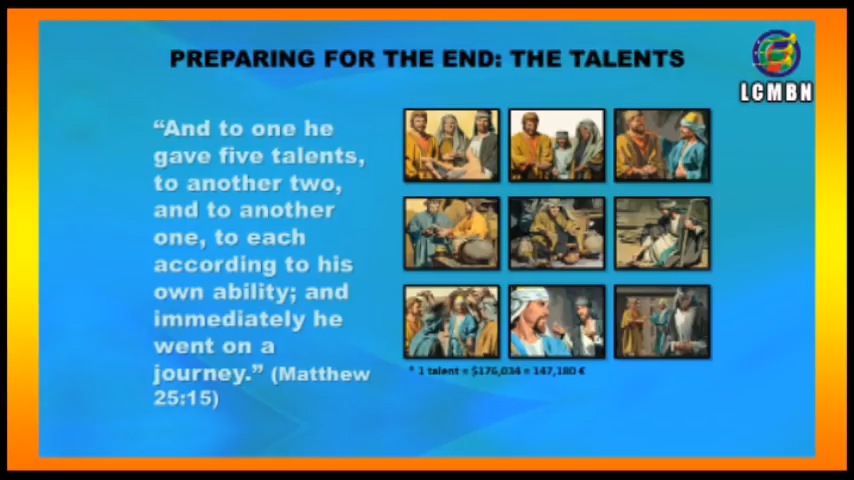 PREPARING FOR THE END: THE TALENTS
LCMBN
“And to one he
gave five talents,
to another two,
and to another
one, to each
according to his
own ability; and
immediately he
went on a
journey.” (Matthew
25:15)
* 1 talent = $176,034 = 147,180 €